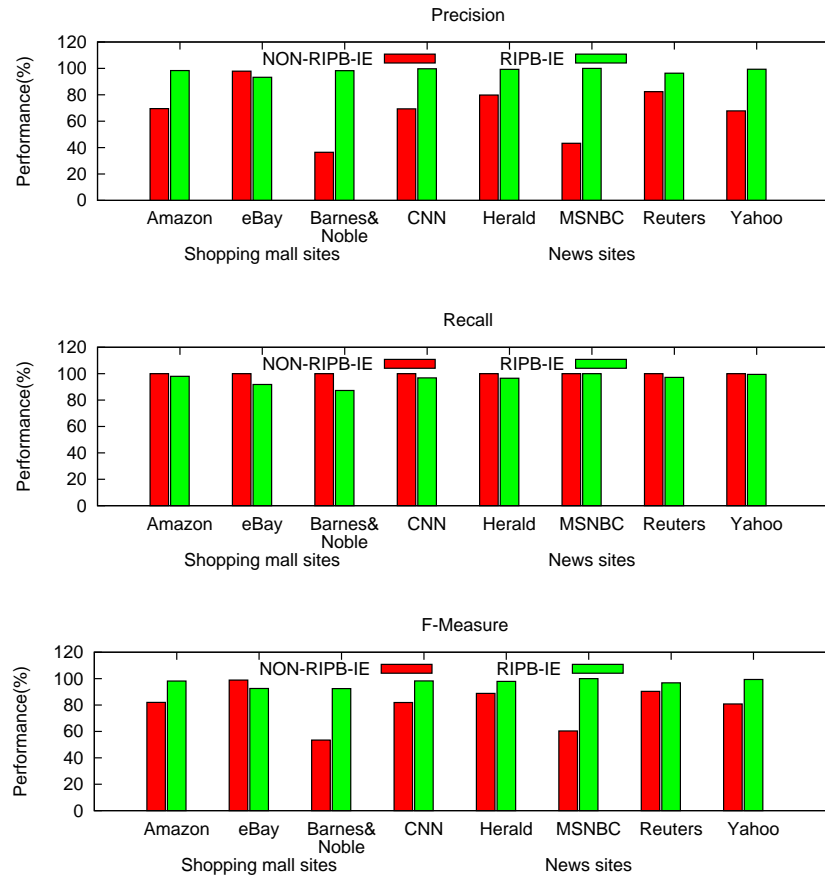 Precision
120
100
80
60
40
20
0
Performance(%)
NON-RIPB-IE RIPB-IE
Amazon eBay Barnes& CNN Herald MSNBC Reuters Yahoo
Noble
Shopping mall sites News sites
Recall
120
100
80
60
40
20
0
Performance(%)
NON-RIPB-IE RIPB-IE
Amazon eBay Barnes& CNN Herald MSNBC Reuters Yahoo
Noble
Shopping mall sites News sites
F-Measure
120
100
80
60
40
20
0
Performance(%)
NON-RIPB-IE RIPB-IE
Amazon eBay Barnes& CNN Herald MSNBC Reuters Yahoo
Noble
Shopping mall sites News sites